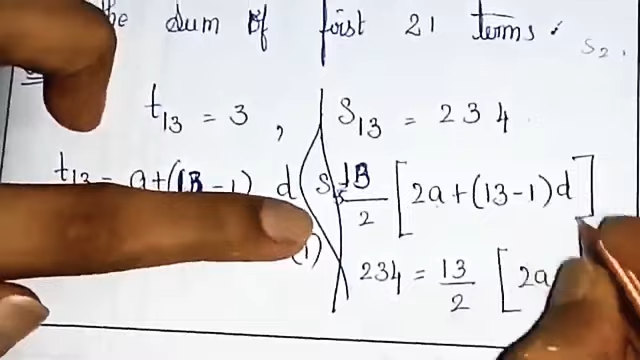 the sum of first 21 terms.
S2
t13 = 3 , S13 = 234
t13 = a+(13-1) d S13 13/2 [2a+(13-1)d]
(1) 234 = 13/2 [2a